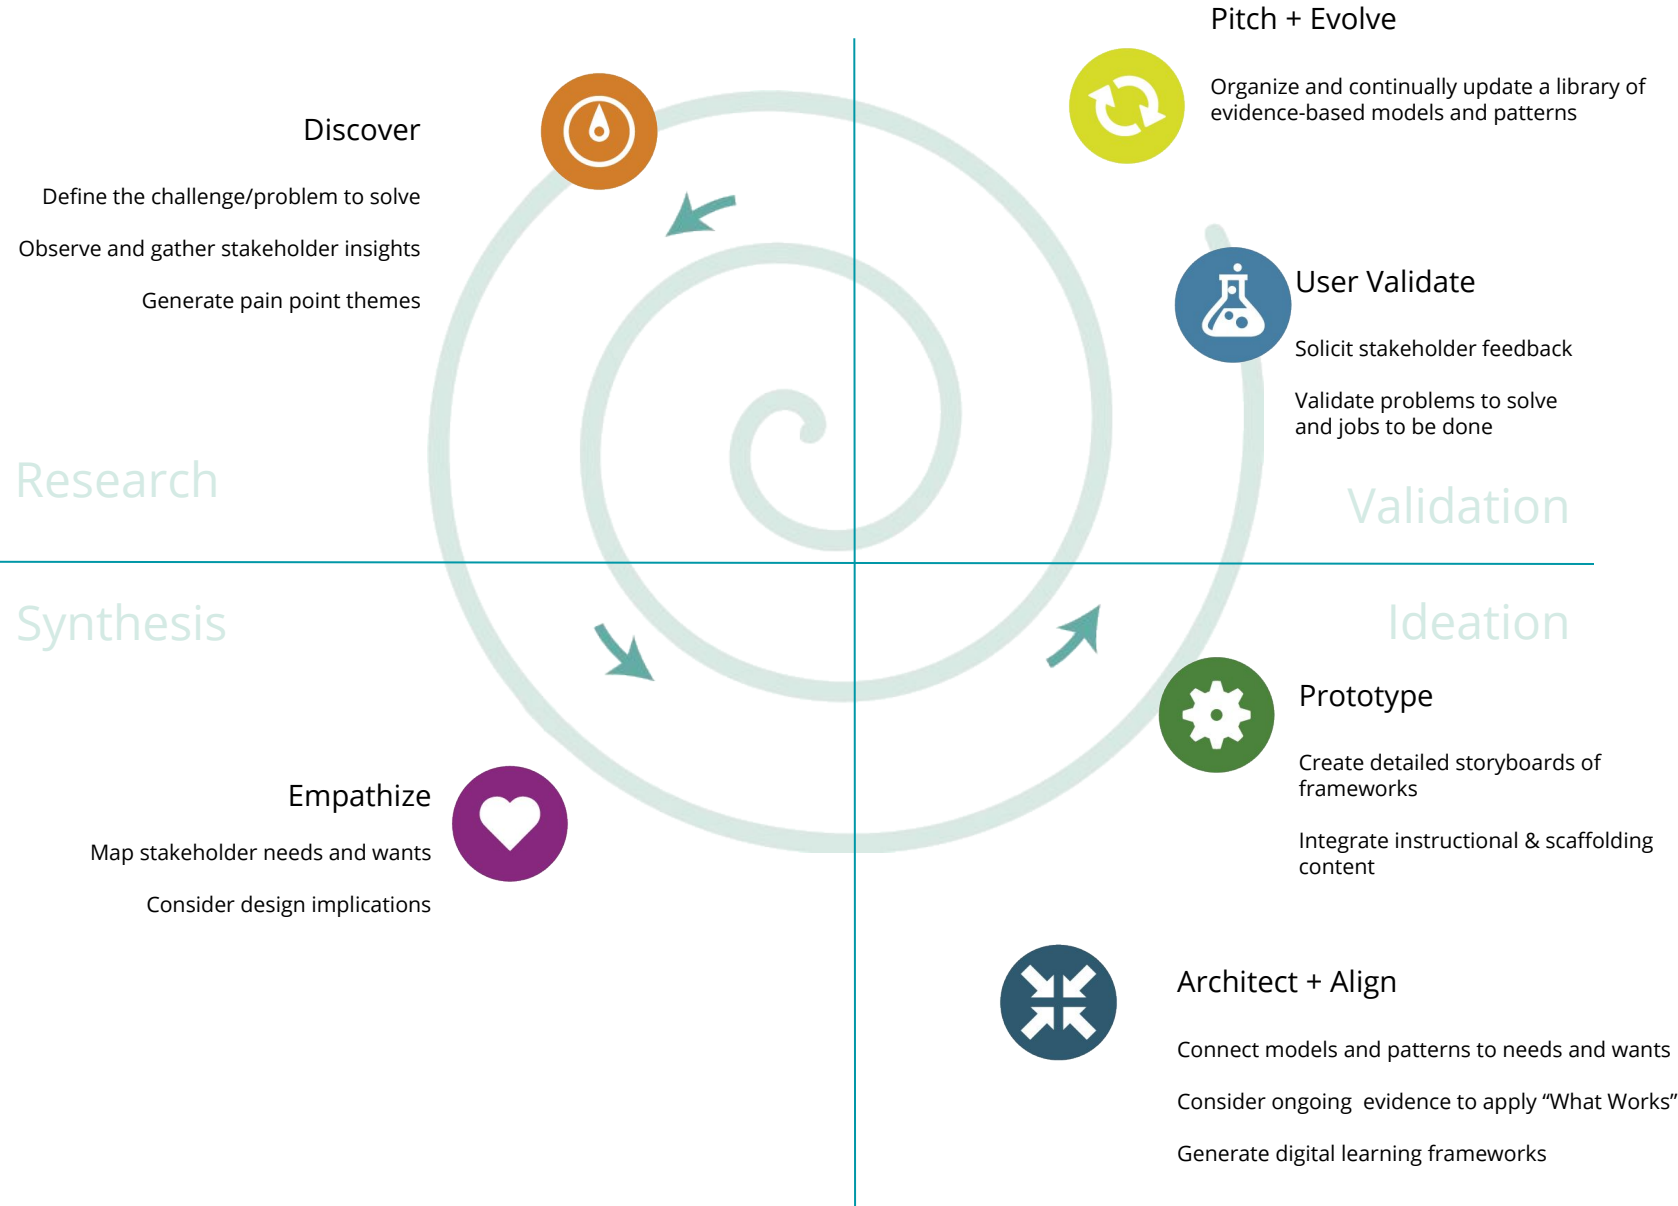 Discover
Define the challenge/problem to solve
Observe and gather stakeholder insights
Generate pain point themes
Research
Pitch + Evolve
Organize and continually update a library of
evidence-based models and patterns
User Validate
Solicit stakeholder feedback
Validate problems to solve
and jobs to be done
Validation
Synthesis
Empathize
Map stakeholder needs and wants
Consider design implications
Ideation
Prototype
Create detailed storyboards of
frameworks
Integrate instructional & scaffolding
content
Architect + Align
Connect models and patterns to needs and wants
Consider ongoing  evidence to apply “What Works”
Generate digital learning frameworks